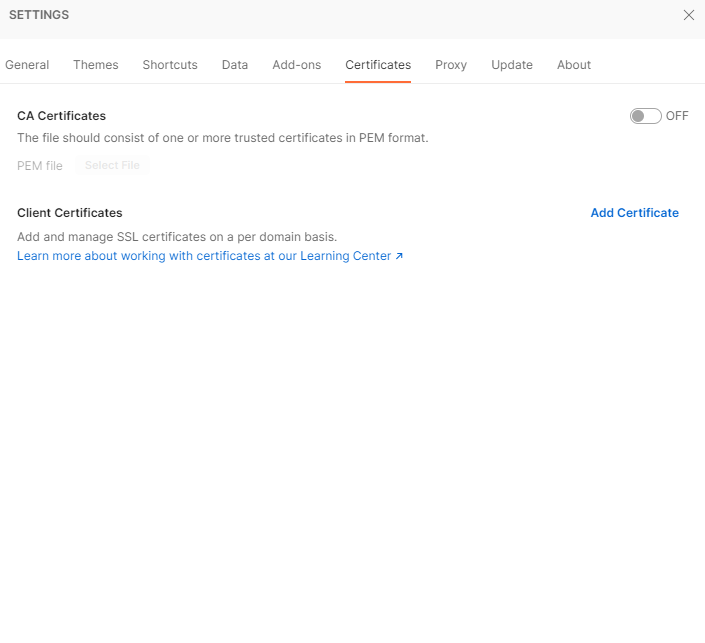 SETTINGS
General Themes Shortcuts Data Add-ons Certificates Proxy Update About
CA Certificates OFF
The file should consist of one or more trusted certificates in PEM format.
PEM file Select File
Client Certificates Add Certificate
Add and manage SSL certificates on a per domain basis.
Learn more about working with certificates at our Learning Center ↗